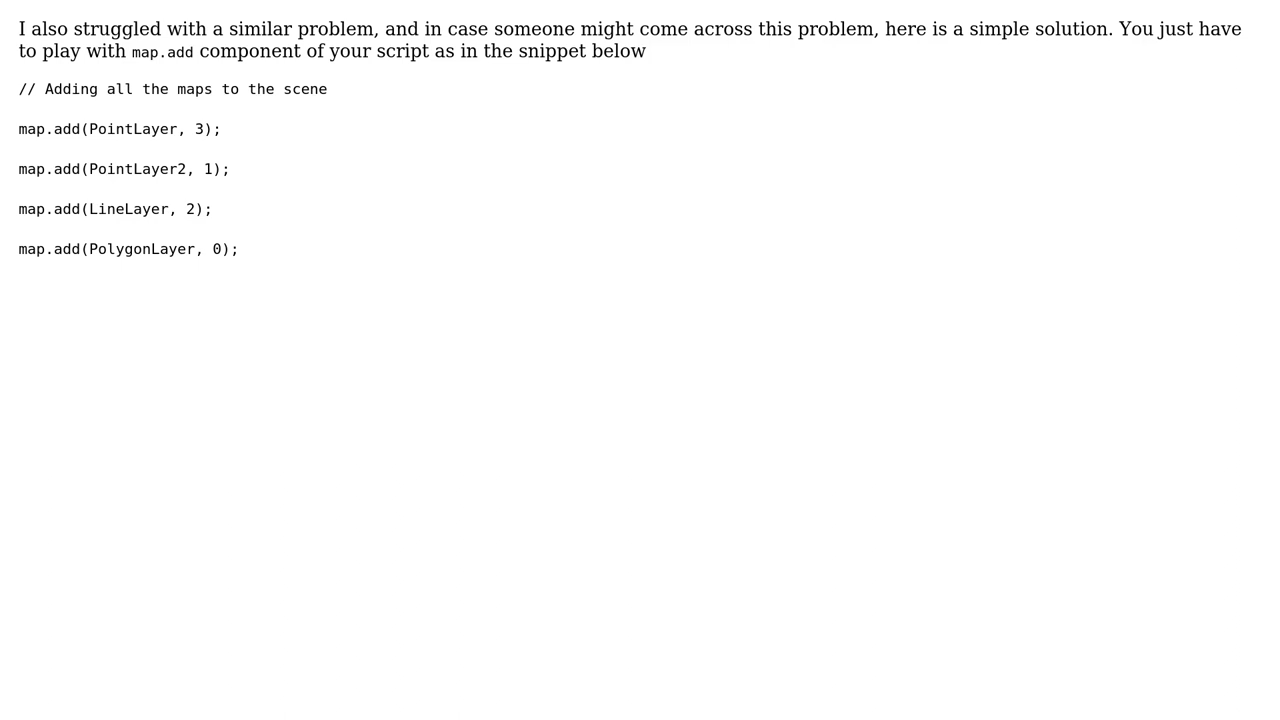 I also struggled with a similar problem, and in case someone might come across this problem, here is a simple solution. You just have
to play with map.add component of your script as in the snippet below
// Adding all the maps to the scene
map.add(PointLayer, 3);
map.add(PointLayer2, 1);
map.add(LineLayer, 2);
map.add(PolygonLayer, 0);